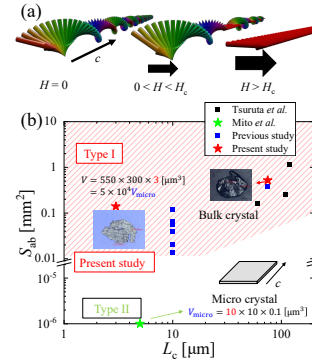 (a)
c
H = 0
0 < H < Hc
H > Hc
(b)
Type I
■ Tsuruta et al.
★ Mito et al.
■ Previous study
★ Present study
V = 550 × 300 × 3 [μm³]
= 5 × 10⁴Vmicro
Bulk crystal
Present study
Micro crystal
c
Type II
Vmicro = 10 × 10 × 0.1 [μm³]
Sab [mm²]
10
1
0.1
0.01
10⁻⁵
10⁻⁶
1
10
100
Lc [μm]